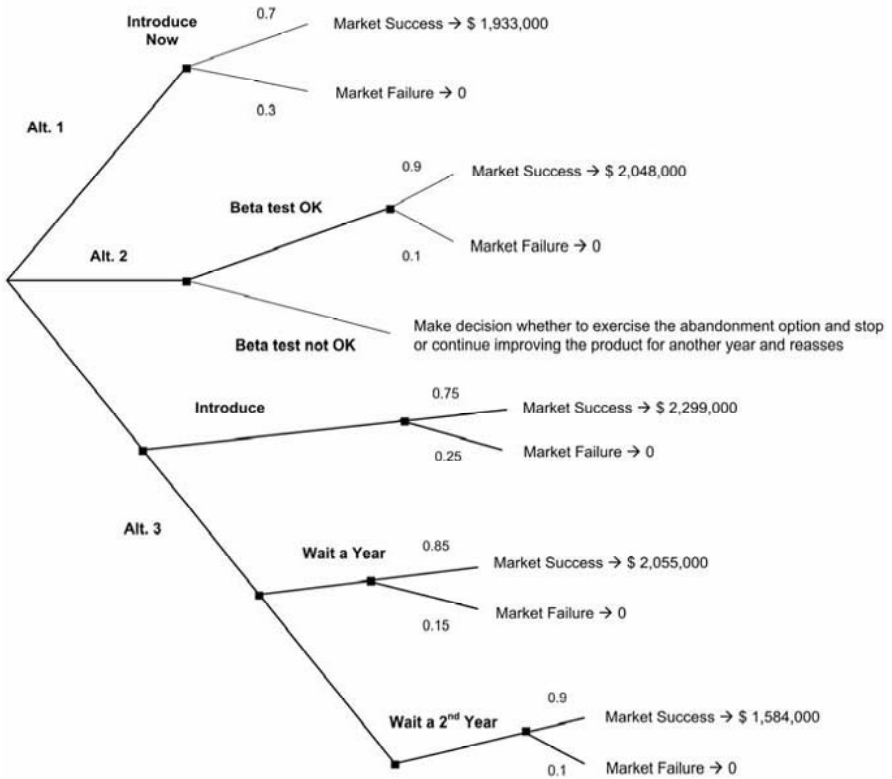 Introduce
Now
0.7
Market Success → $ 1,933,000
Market Failure → 0
0.3
Alt. 1
0.9
Market Success → $ 2,048,000
Beta test OK
Market Failure → 0
0.1
Alt. 2
Make decision whether to exercise the abandonment option and stop
or continue improving the product for another year and reasses
Beta test not OK
0.75
Introduce
Market Success → $ 2,299,000
Market Failure → 0
0.25
Alt. 3
Wait a Year
0.85
Market Success → $ 2,055,000
Market Failure → 0
0.15
0.9
Market Success → $ 1,584,000
Wait a 2nd Year
Market Failure → 0
0.1